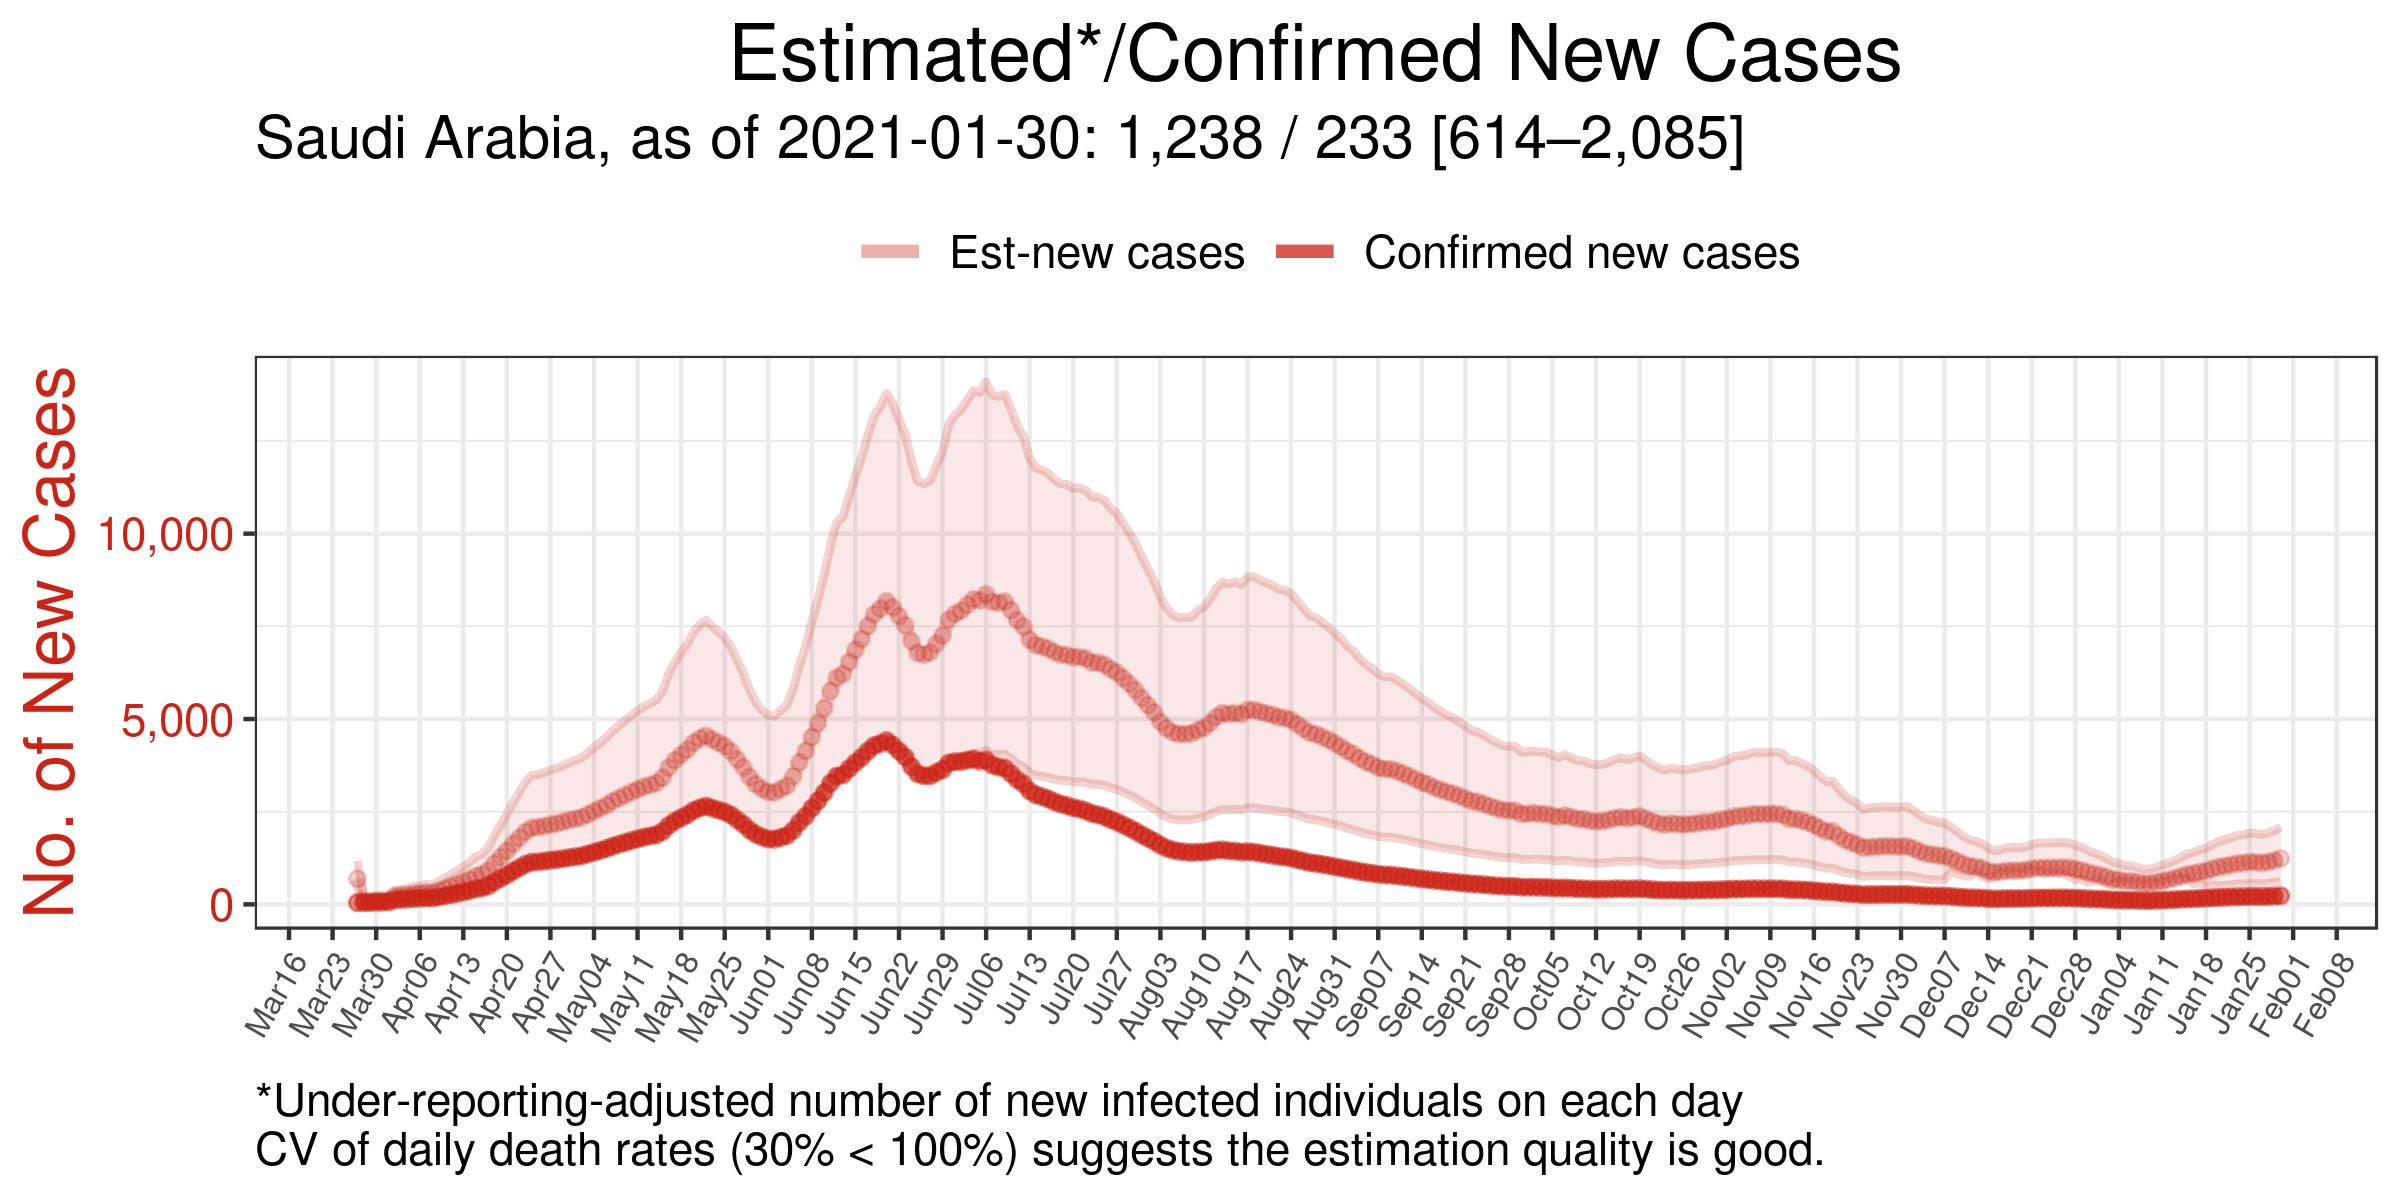 Estimated*/Confirmed New Cases
Saudi Arabia, as of 2021-01-30: 1,238 / 233 [614–2,085]
Est-new cases
Confirmed new cases
No. of New Cases
10,000
5,000
0
Mar16
Mar23
Mar30
Apr06
Apr13
Apr20
Apr27
May04
May11
May18
May25
Jun01
Jun08
Jun15
Jun22
Jun29
Jul06
Jul13
Jul20
Jul27
Aug03
Aug10
Aug17
Aug24
Aug31
Sep07
Sep14
Sep21
Sep28
Oct05
Oct12
Oct19
Oct26
Nov02
Nov09
Nov16
Nov23
Nov30
Dec07
Dec14
Dec21
Dec28
Jan04
Jan11
Jan18
Jan25
Feb01
Feb08
*Under-reporting-adjusted number of new infected individuals on each day
CV of daily death rates (30% < 100%) suggests the estimation quality is good.